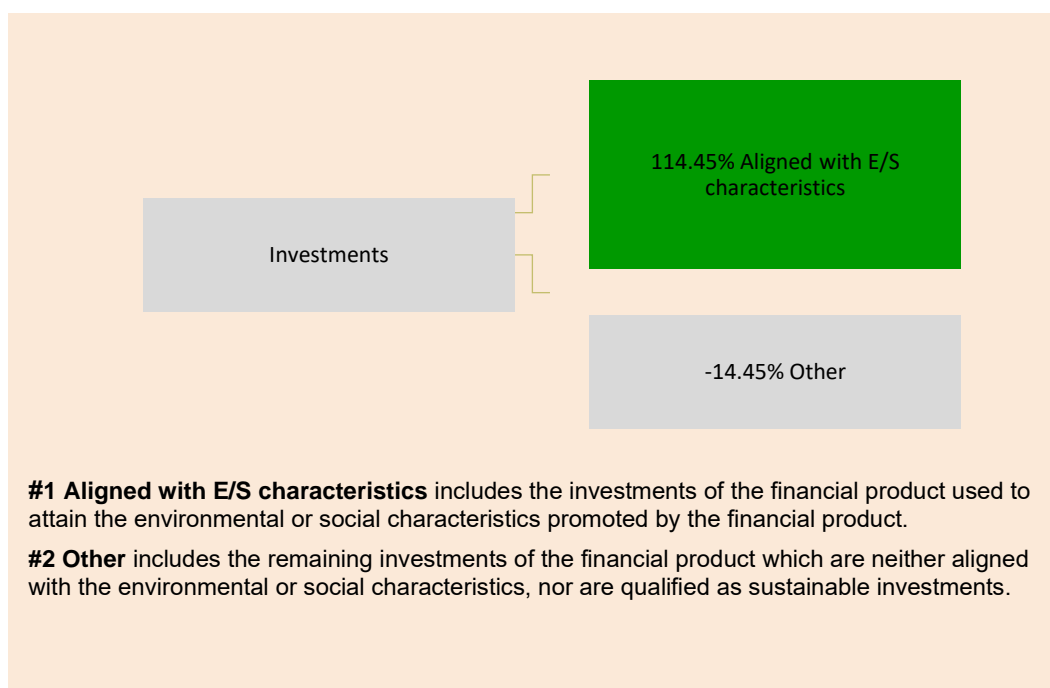 114.45% Aligned with E/S
characteristics
Investments
-14.45% Other
#1 Aligned with E/S characteristics includes the investments of the financial product used to
attain the environmental or social characteristics promoted by the financial product.
#2 Other includes the remaining investments of the financial product which are neither aligned
with the environmental or social characteristics, nor are qualified as sustainable investments.